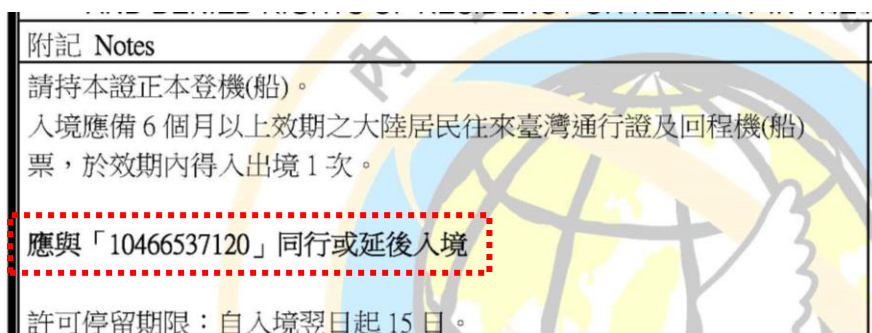 附記 Notes
請持本證正本登機(船)。
入境應備 6 個月以上效期之大陸居民往來臺灣通行證及回程機(船)
票，於效期內得入出境 1 次。
應與「10466537120」同行或延後入境
許可停留期限：自入境翌日起 15 日。
內